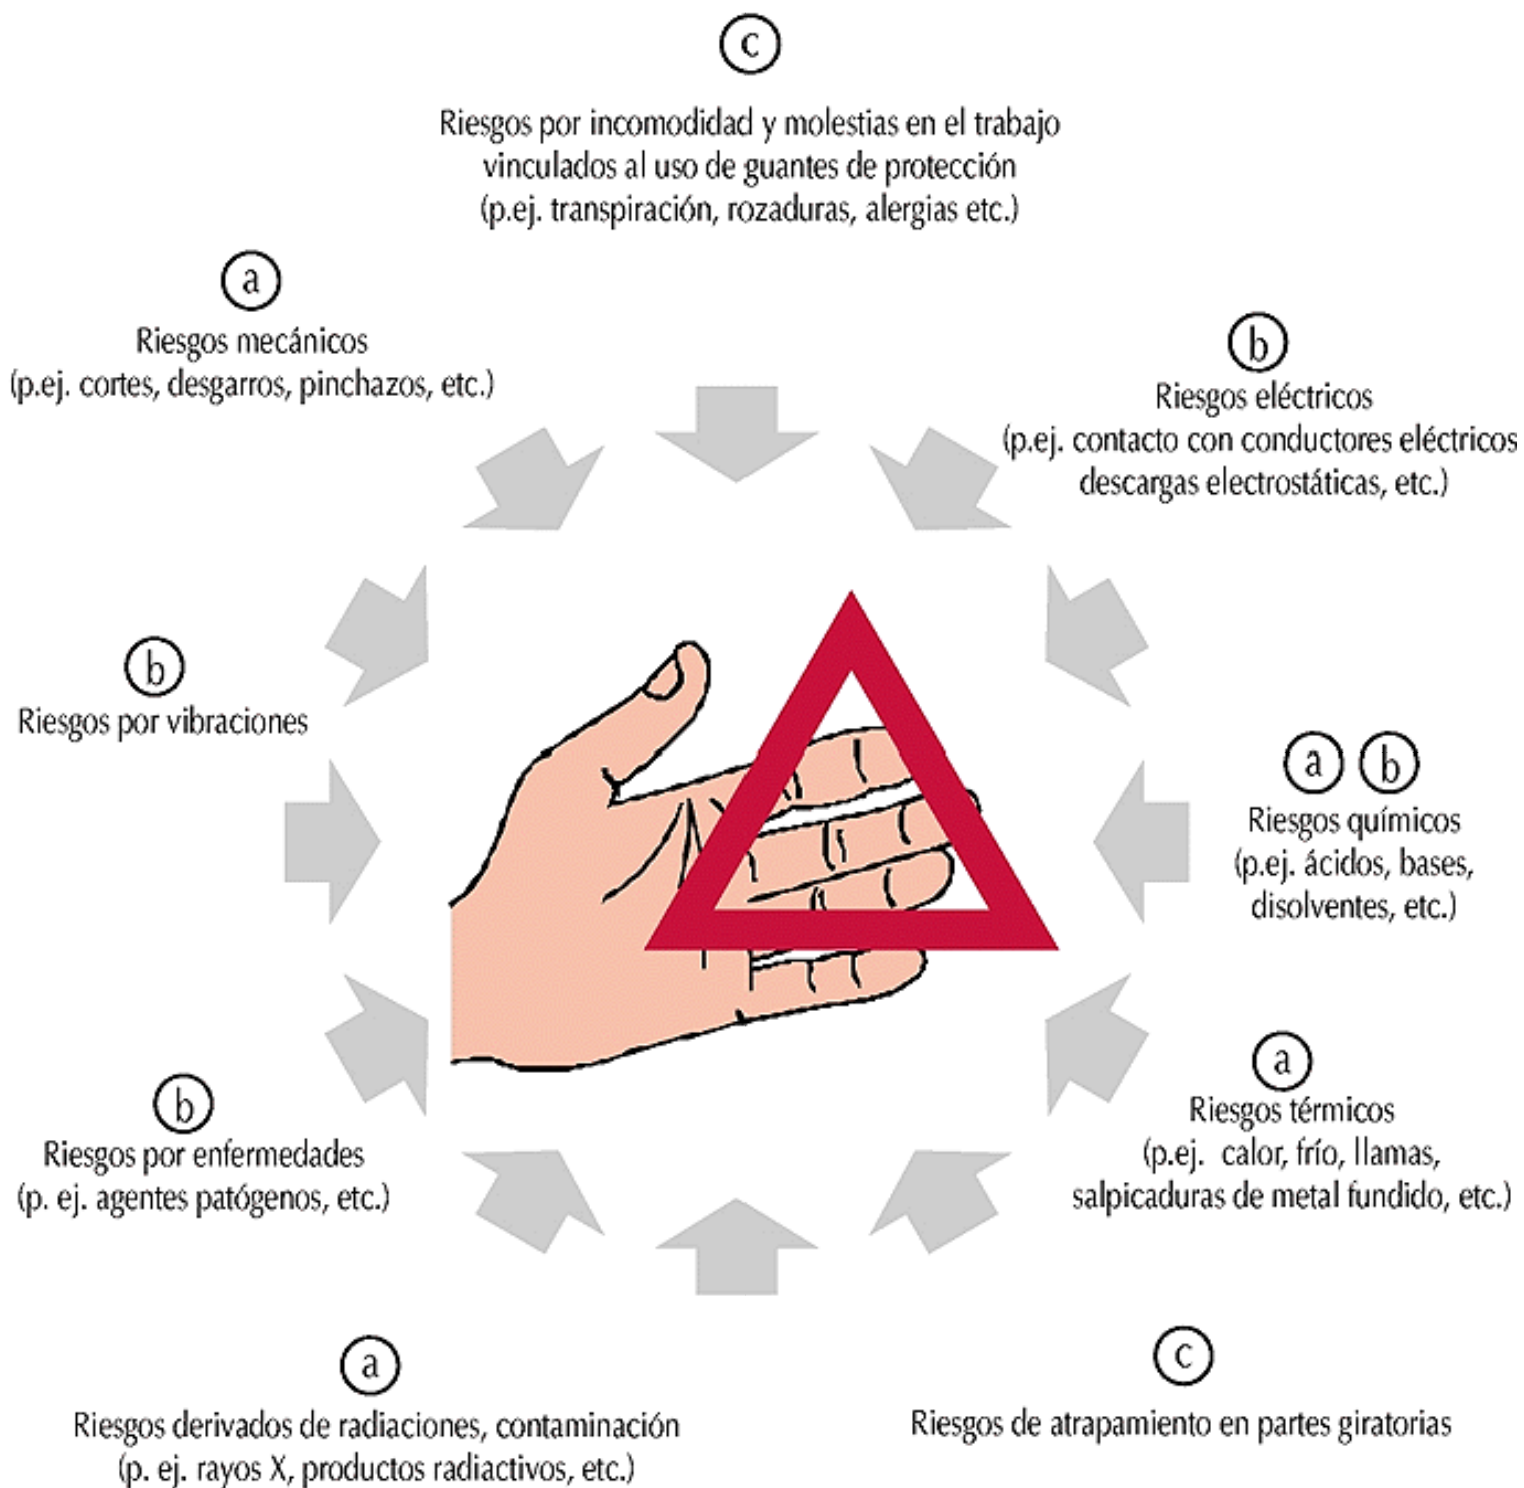 c
Riesgos por incomodidad y molestias en el trabajo
vinculados al uso de guantes de protección
(p.ej. transpiración, rozaduras, alergias etc.)
a
Riesgos mecánicos
(p.ej. cortes, desgarros, pinchazos, etc.)
b
Riesgos eléctricos
(p.ej. contacto con conductores eléctricos
descargas electrostáticas, etc.)
b
Riesgos por vibraciones
a b
Riesgos químicos
(p.ej. ácidos, bases,
disolventes, etc.)
b
Riesgos por enfermedades
(p. ej. agentes patógenos, etc.)
a
Riesgos térmicos
(p.ej. calor, frío, llamas,
salpicaduras de metal fundido, etc.)
a
Riesgos derivados de radiaciones, contaminación
(p. ej. rayos X, productos radiactivos, etc.)
c
Riesgos de atrapamiento en partes giratorias